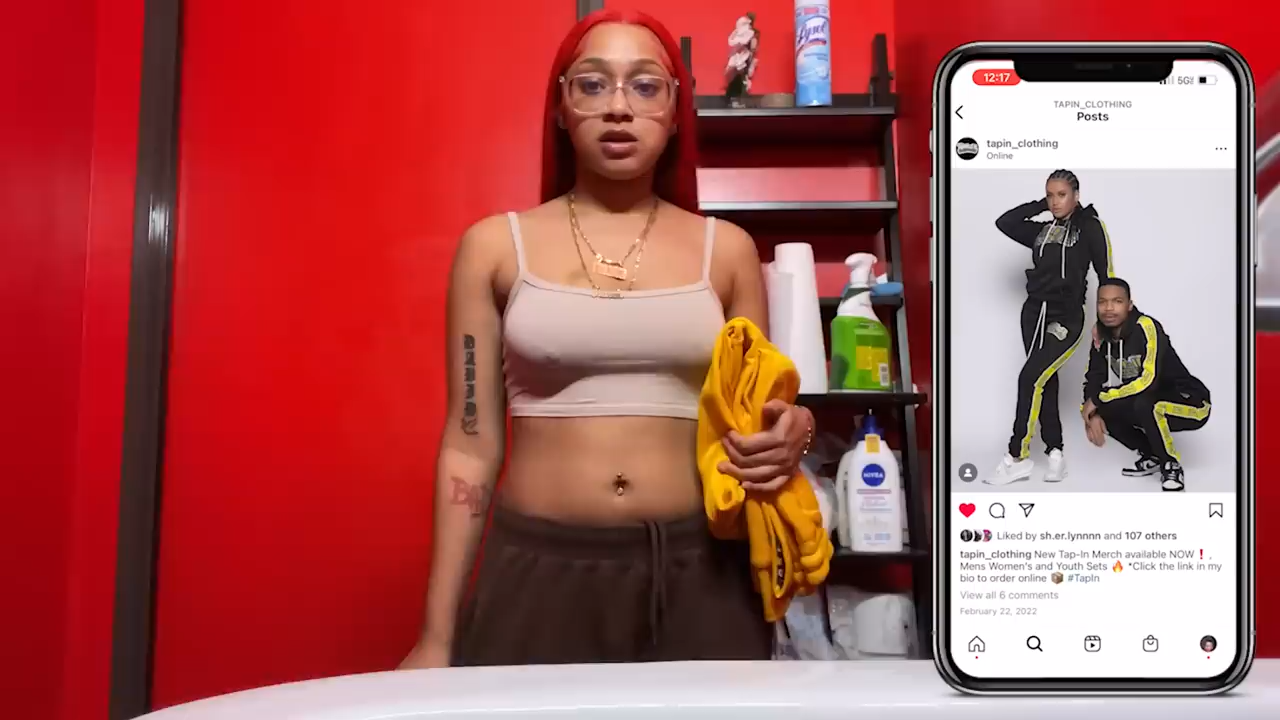 Lysol
NIVEA
12:17
5G
TAPIN_CLOTHING
Posts
tapin_clothing
Online
Liked by sh.er.lynnnn and 107 others
tapin_clothing New Tap-In Merch available NOW❗️.
Mens Women's and Youth Sets 🔥 *Click the link in my
bio to order online 📦 #TapIn
View all 6 comments
February 22, 2022